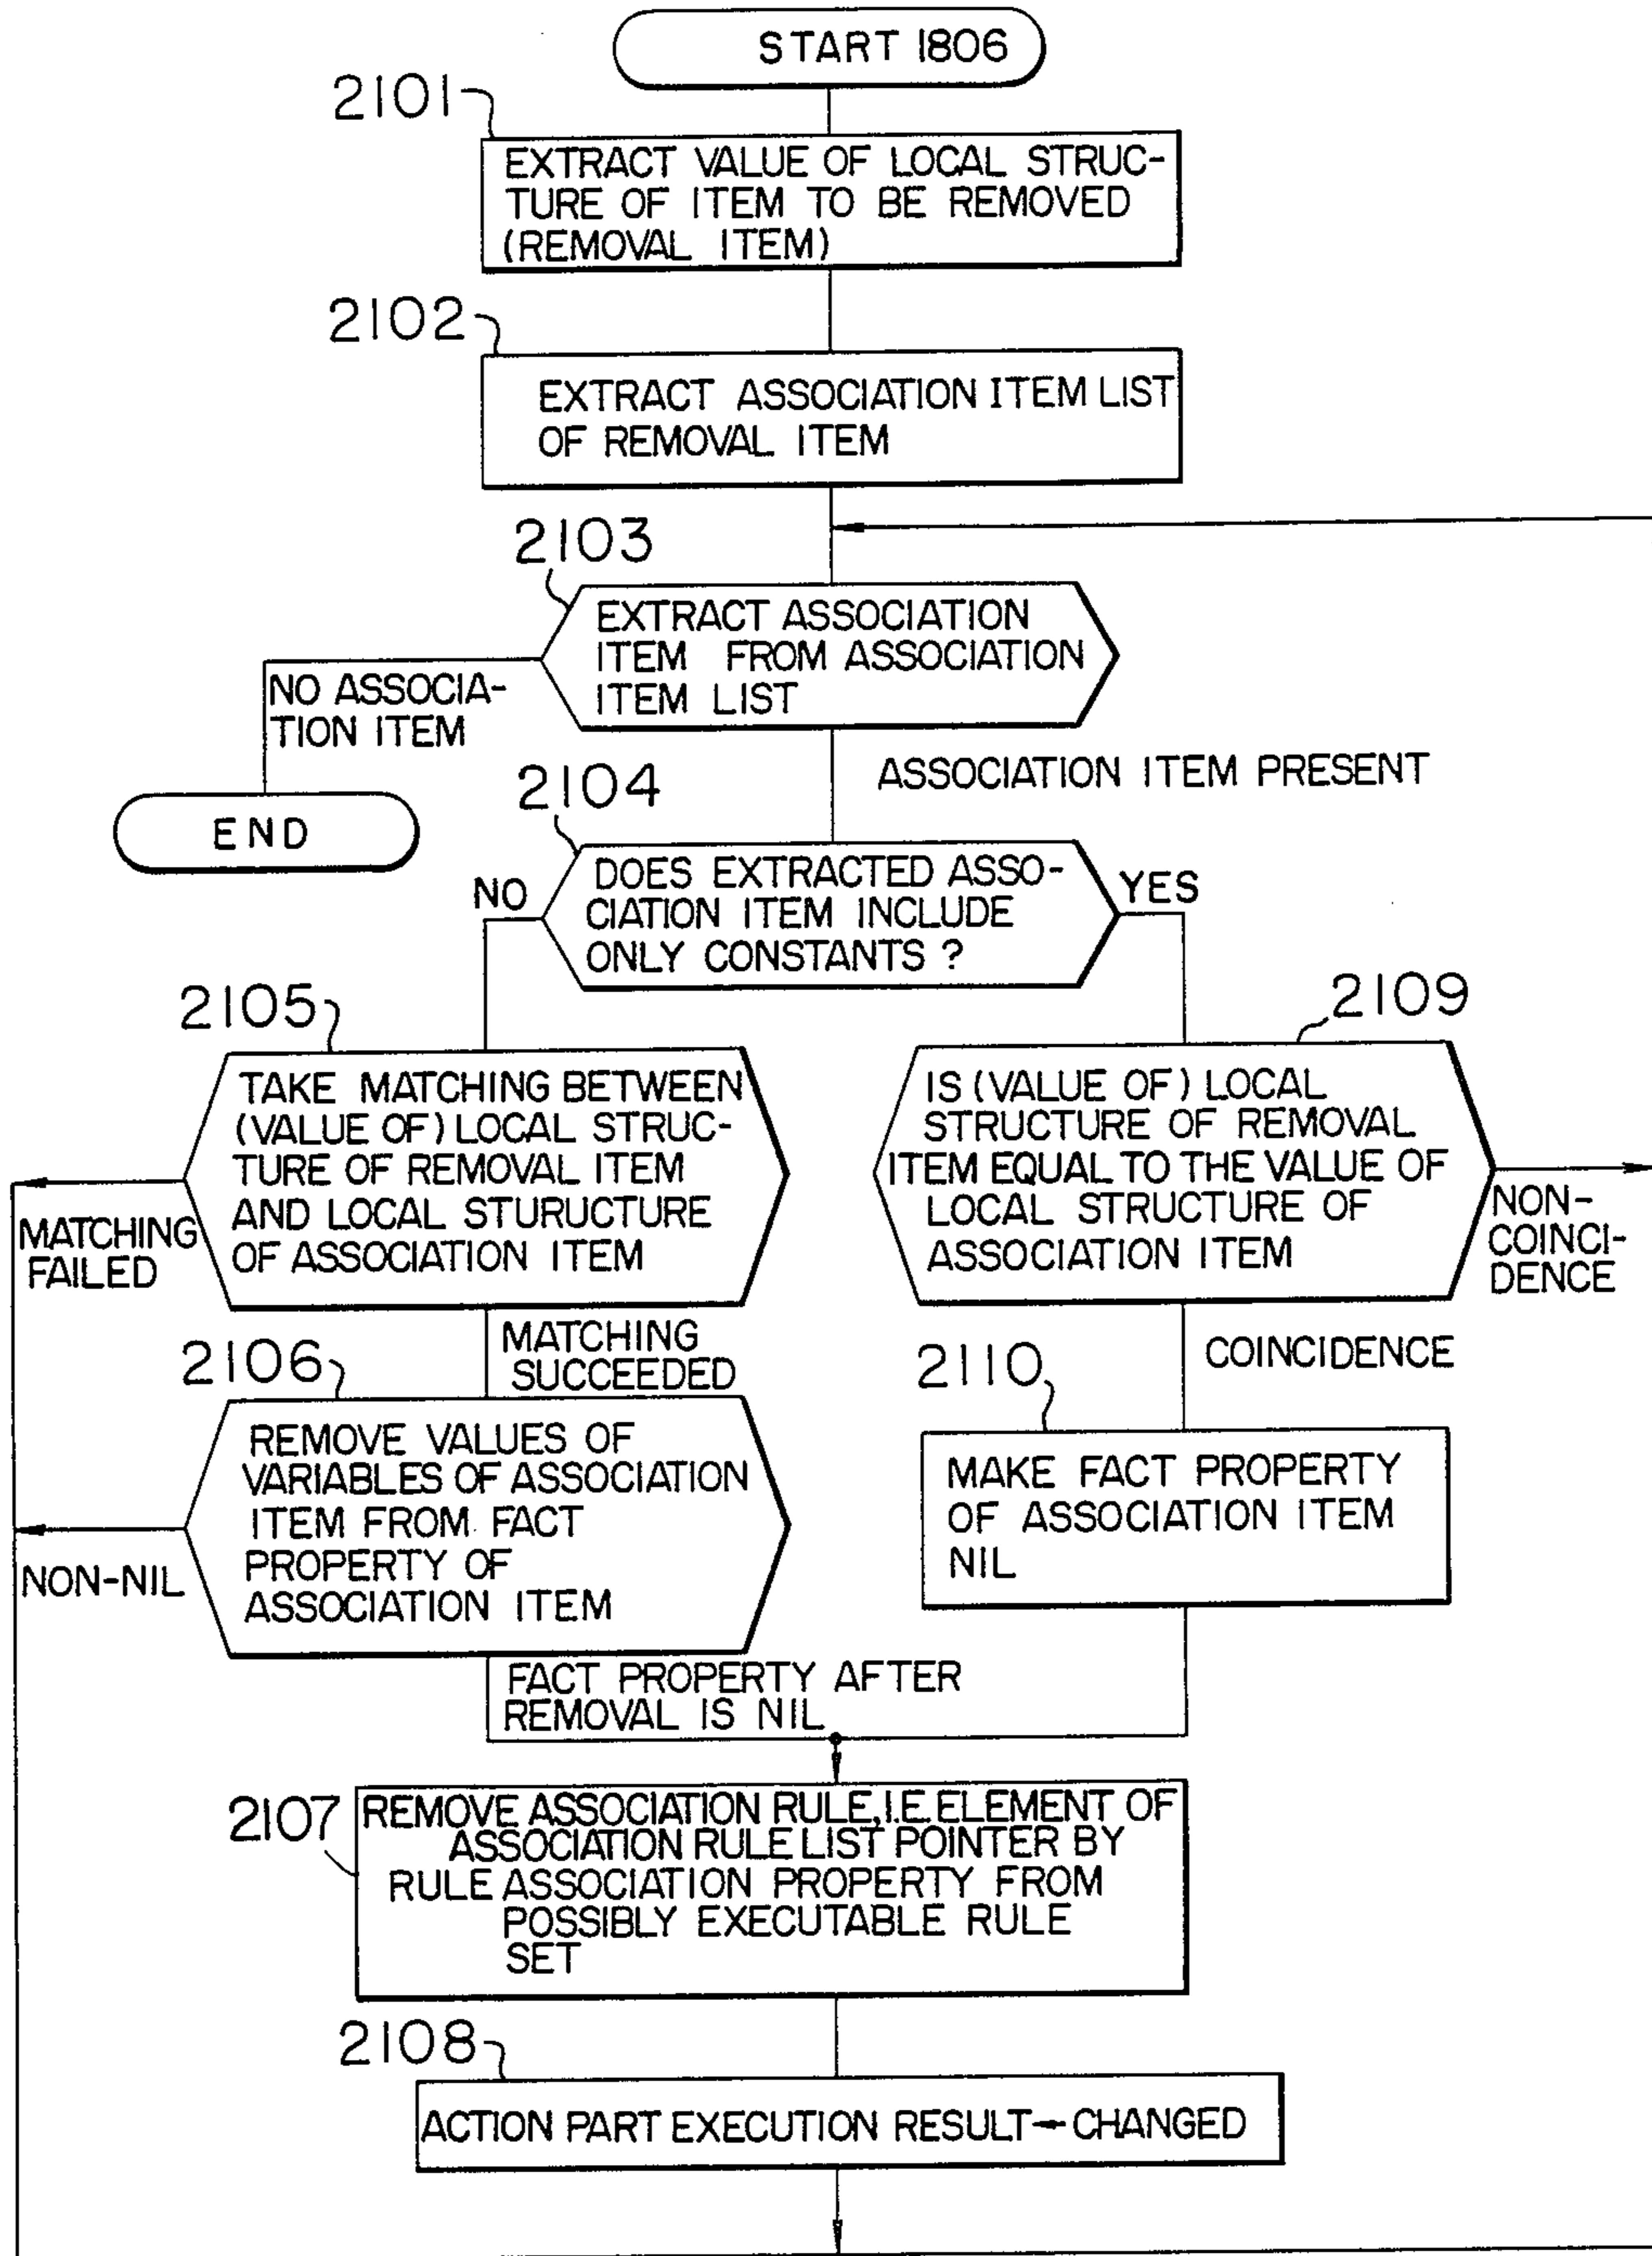 START 1806
2101
EXTRACT VALUE OF LOCAL STRUC-
TURE OF ITEM TO BE REMOVED
(REMOVAL ITEM)
2102
EXTRACT ASSOCIATION ITEM LIST
OF REMOVAL ITEM
2103
EXTRACT ASSOCIATION
ITEM FROM ASSOCIATION
ITEM LIST
NO ASSOCIA-
TION ITEM
END
ASSOCIATION ITEM PRESENT
2104
DOES EXTRACTED ASSO-
CIATION ITEM INCLUDE
ONLY CONSTANTS ?
NO
YES
2105
TAKE MATCHING BETWEEN
(VALUE OF) LOCAL STRUC-
TURE OF REMOVAL ITEM
AND LOCAL STURUCTURE
OF ASSOCIATION ITEM
MATCHING
FAILED
MATCHING
SUCCEEDED
2109
IS (VALUE OF) LOCAL
STRUCTURE OF REMOVAL
ITEM EQUAL TO THE VALUE OF
LOCAL STRUCTURE OF
ASSOCIATION ITEM
NON-
COINCI-
DENCE
COINCIDENCE
2106
REMOVE VALUES OF
VARIABLES OF ASSOCIATION
ITEM FROM FACT
PROPERTY OF
ASSOCIATION ITEM
NON-NIL
FACT PROPERTY AFTER
REMOVAL IS NIL
2110
MAKE FACT PROPERTY
OF ASSOCIATION ITEM
NIL
2107
REMOVE ASSOCIATION RULE, I.E. ELEMENT OF
ASSOCIATION RULE LIST POINTER BY
RULE ASSOCIATION PROPERTY FROM
POSSIBLY EXECUTABLE RULE
SET
2108
ACTION PART EXECUTION RESULT ← CHANGED